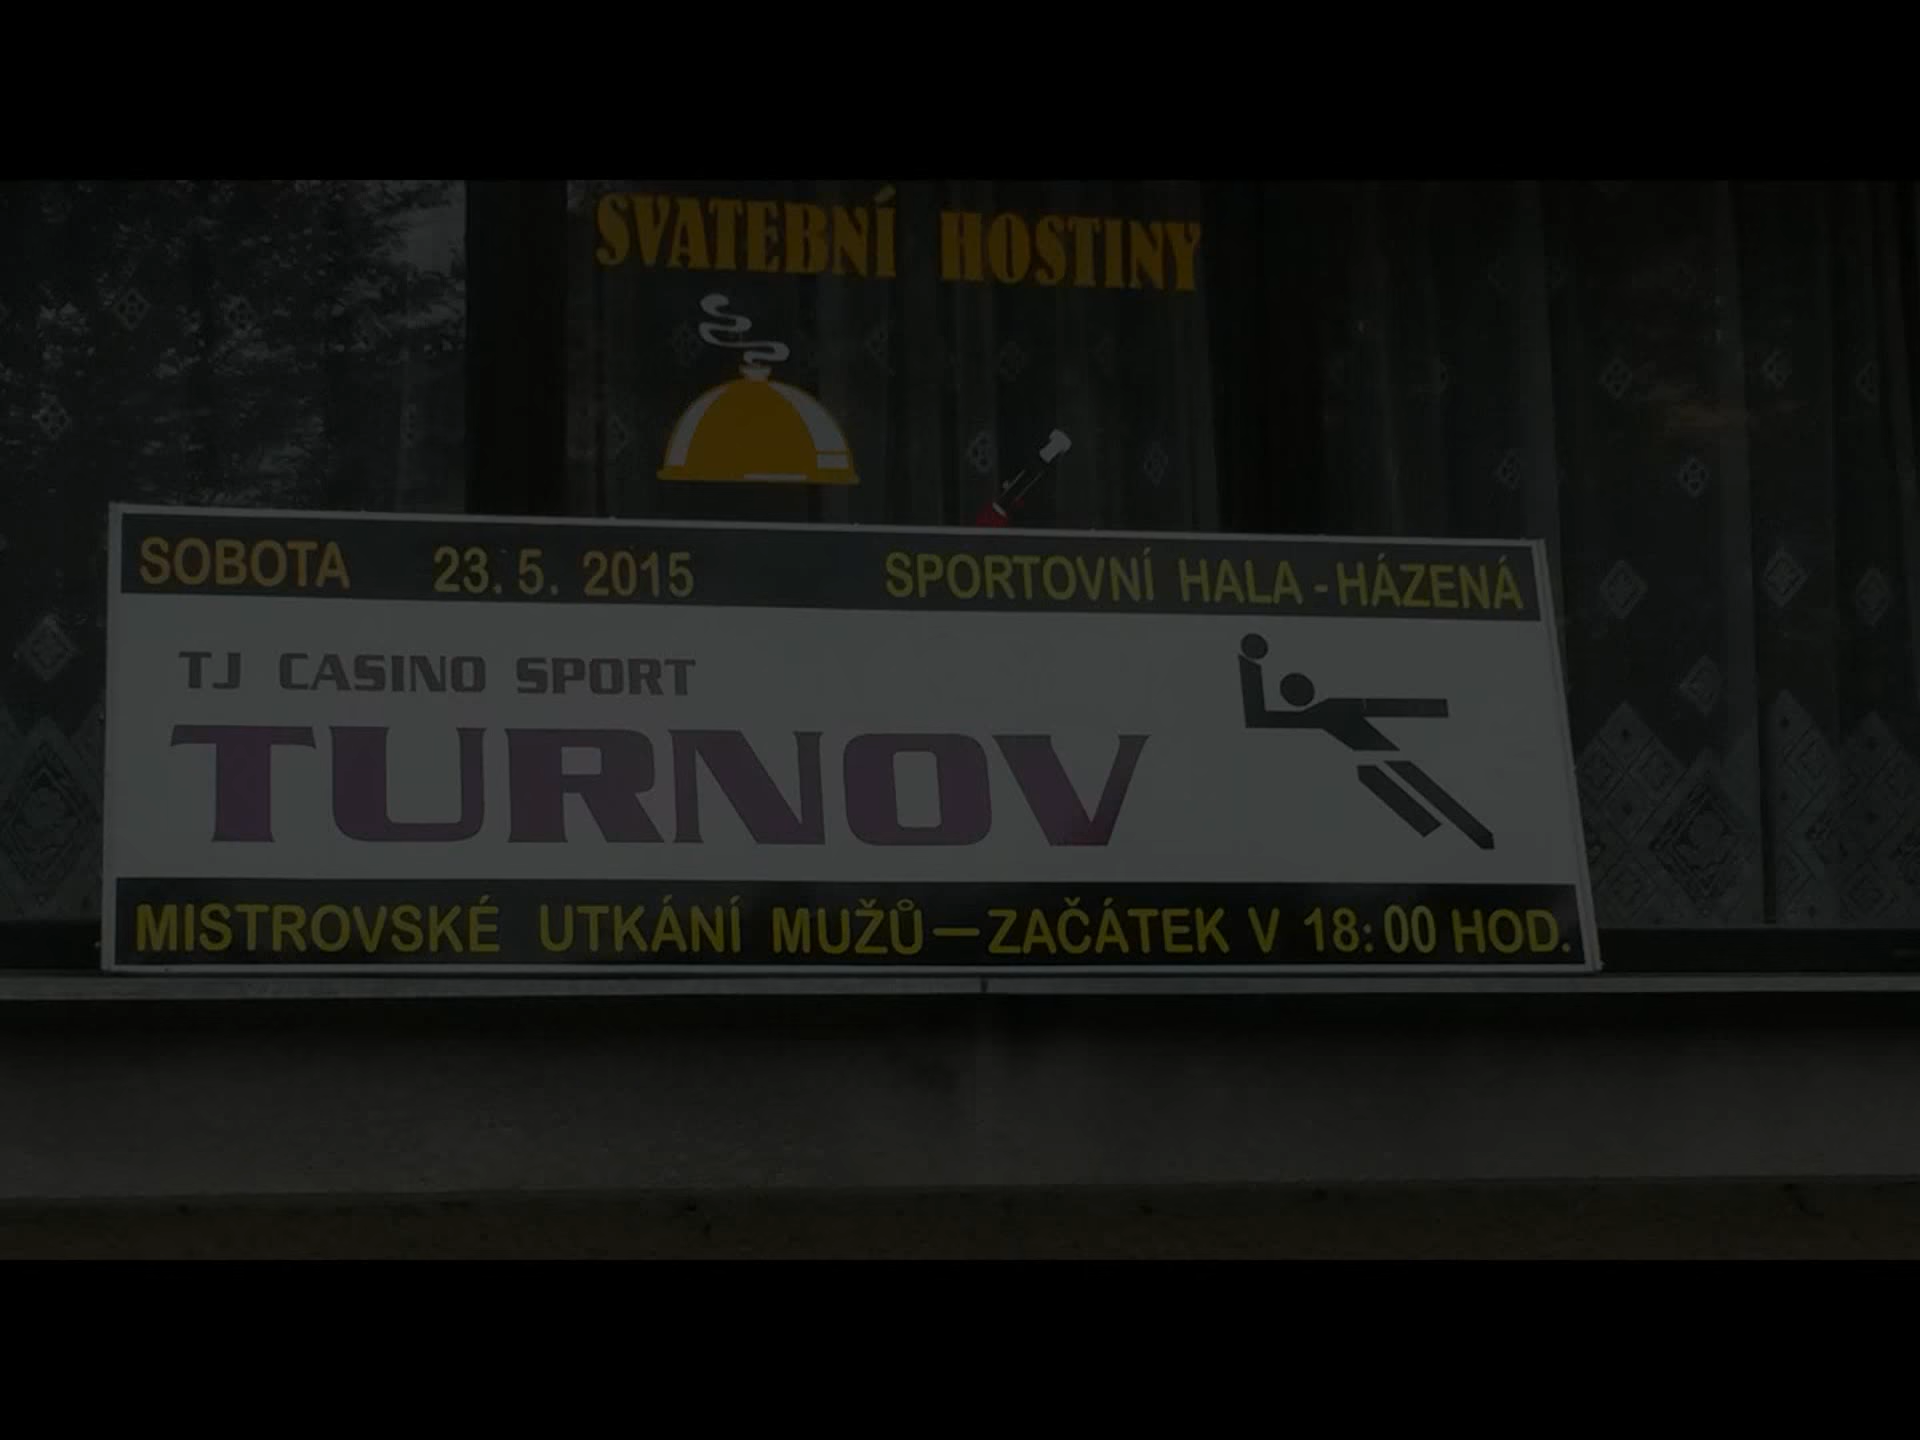 SVATEBNÍ HOSTINY
SOBOTA 23. 5. 2015 SPORTOVNÍ HALA - HÁZENÁ
TJ CASINO SPORT
TURNOV
MISTROVSKÉ UTKÁNÍ MUŽŮ — ZAČÁTEK V 18:00 HOD.